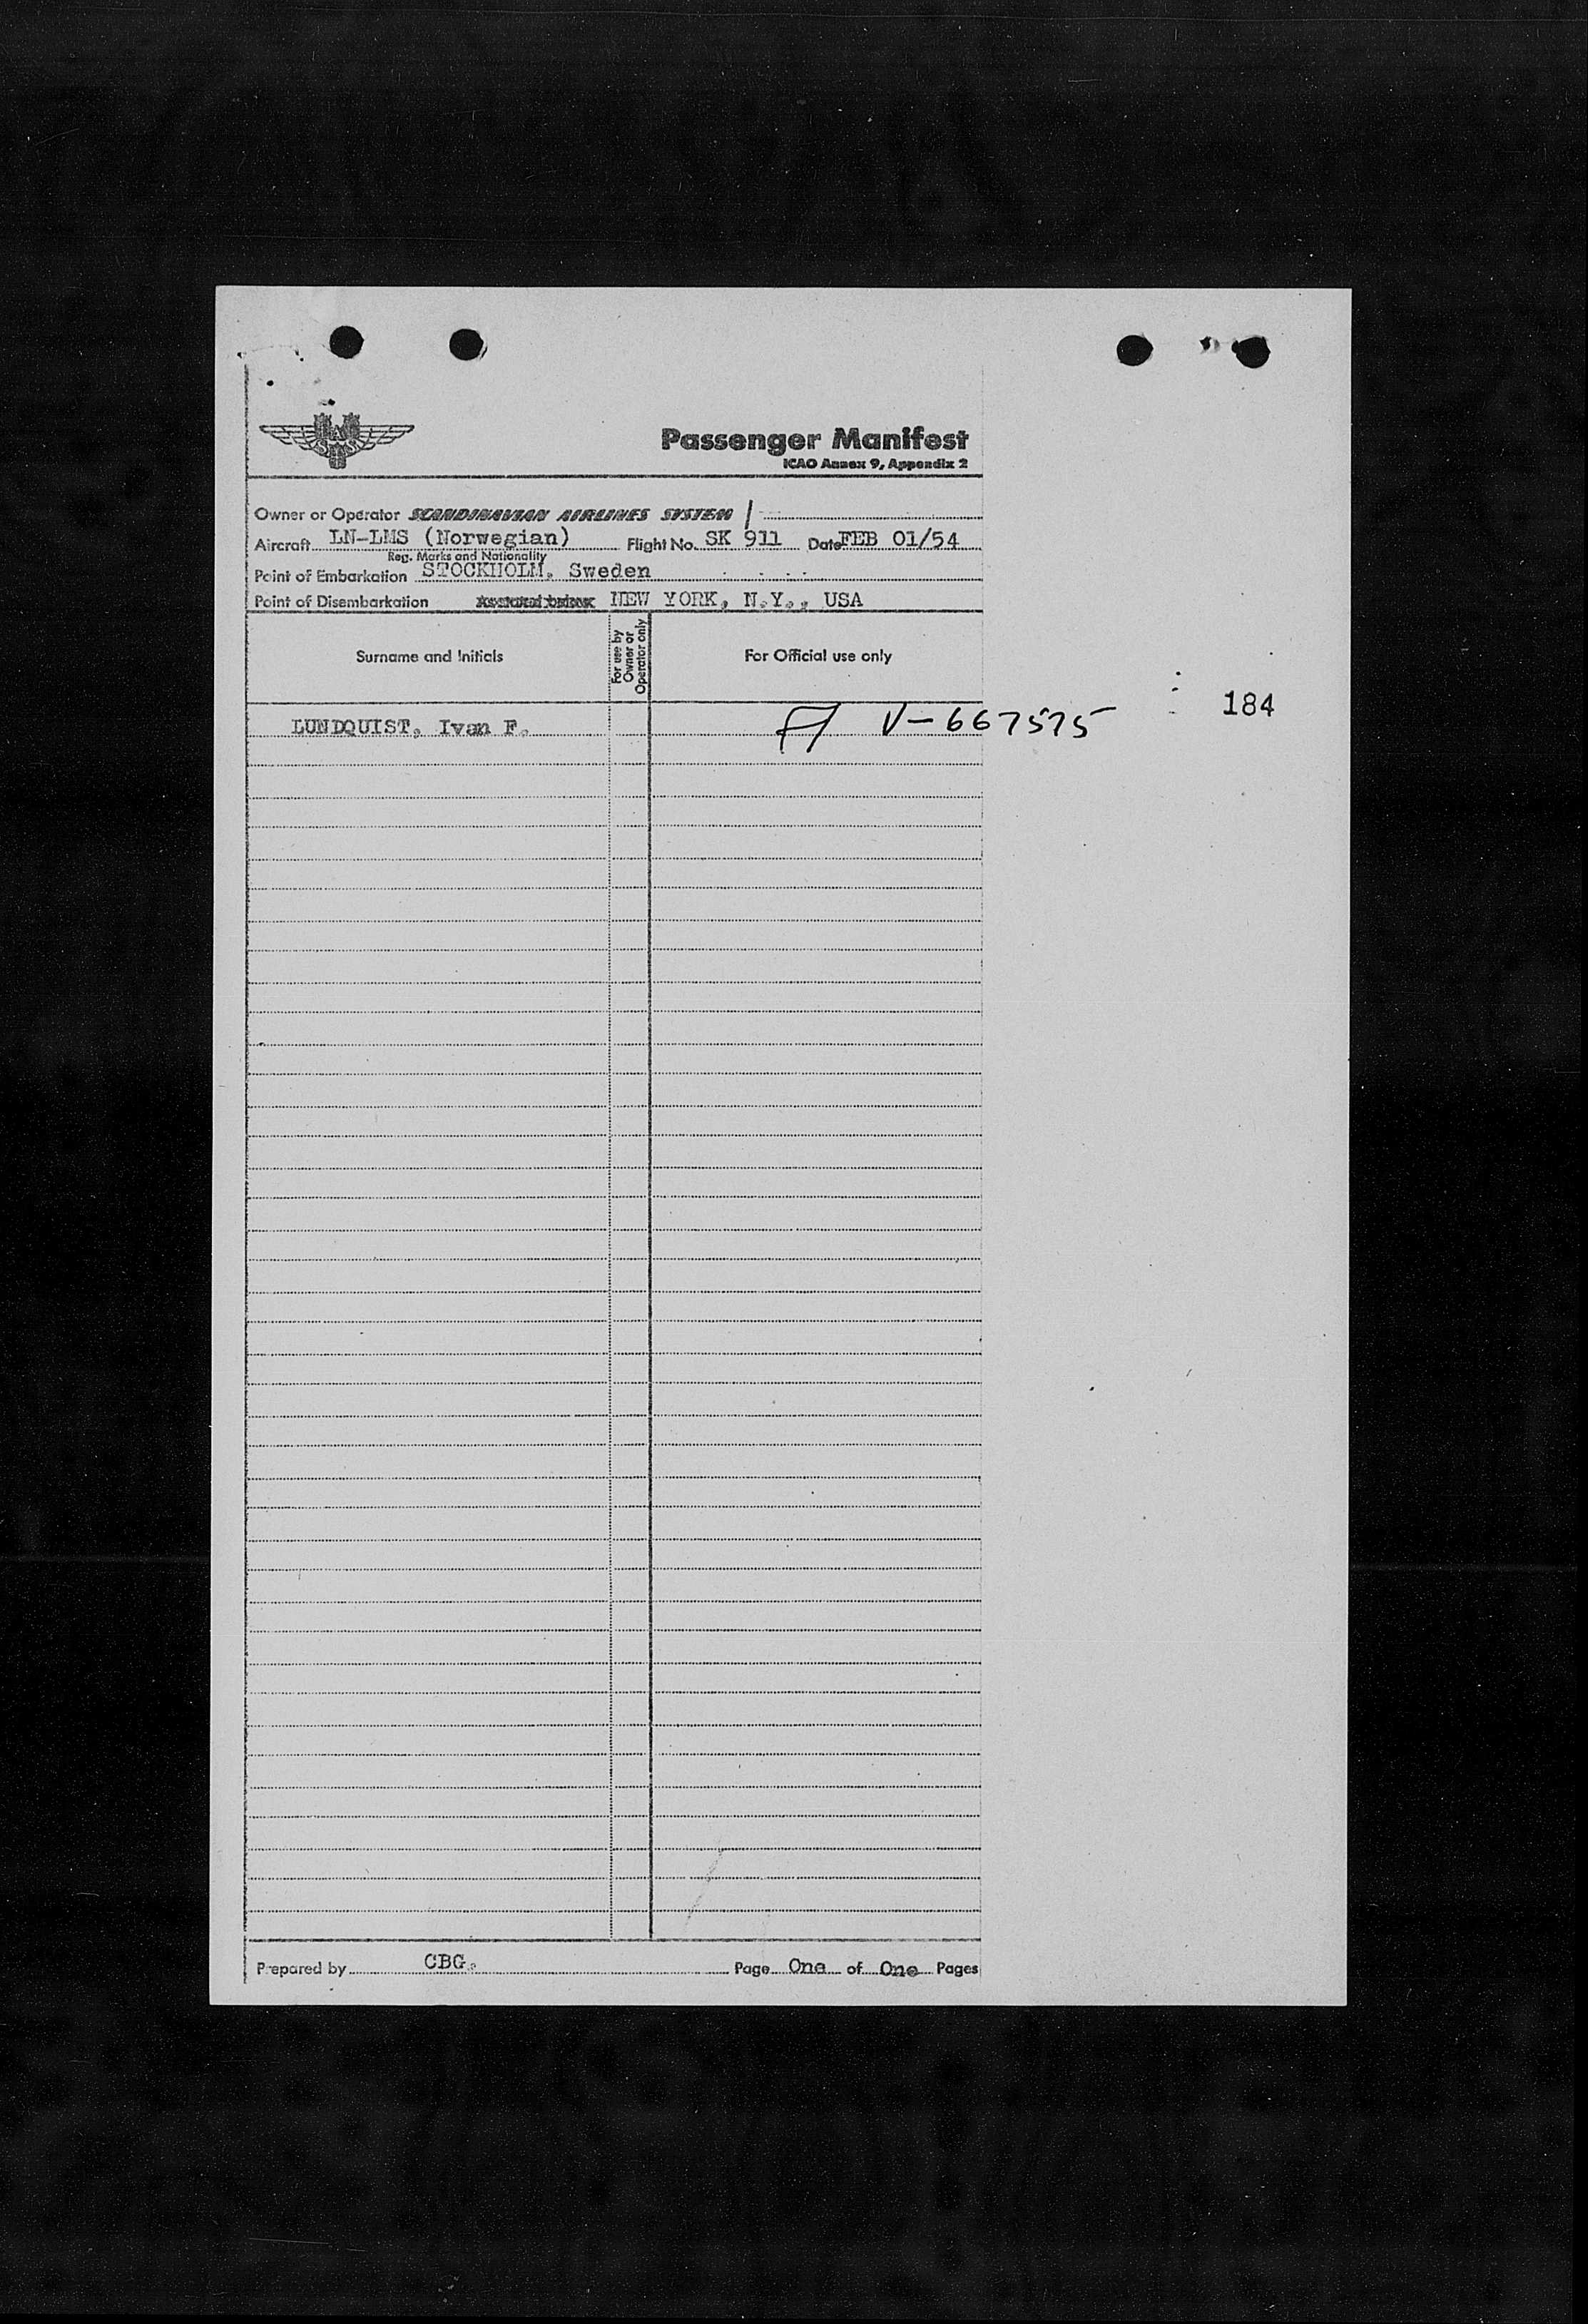 Passenger Manifest
ICAO Annex 9, Appendix 2
Owner or Operator SCANDINAVIAN AIRLINES SYSTEM
Aircraft LN-LMS (Norwegian) Flight No. SK 911 Date FEB 01/54
Reg. Marks and Nationality
Point of Embarkation STOCKHOLM, Sweden
Point of Disembarkation NEW YORK, N.Y., USA
Surname and Initials
For use by
Owner or
Operator only
For Official use only
184
LUNDQUIST, Ivan F. V-667575
Prepared by CBG. Page One of One Pages